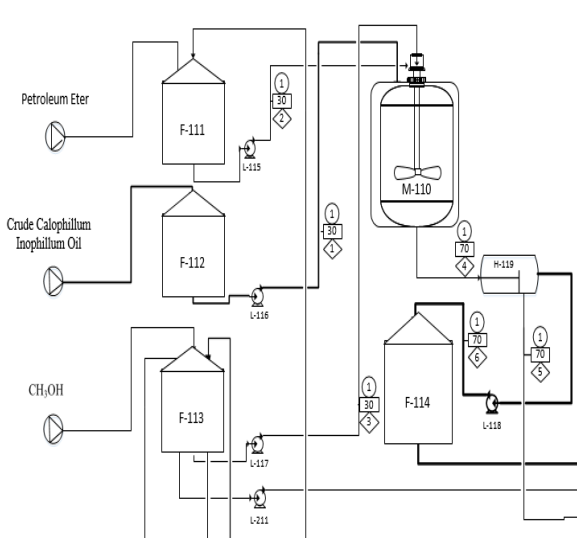 Petroleum Eter
F-111
L-115
1
30
2
M-110
Crude Calophillum
Inophillum Oil
F-112
L-116
1
30
1
1
70
4
H-119
CH3OH
F-113
L-117
L-211
1
30
3
F-114
1
70
6
L-118
1
70
5